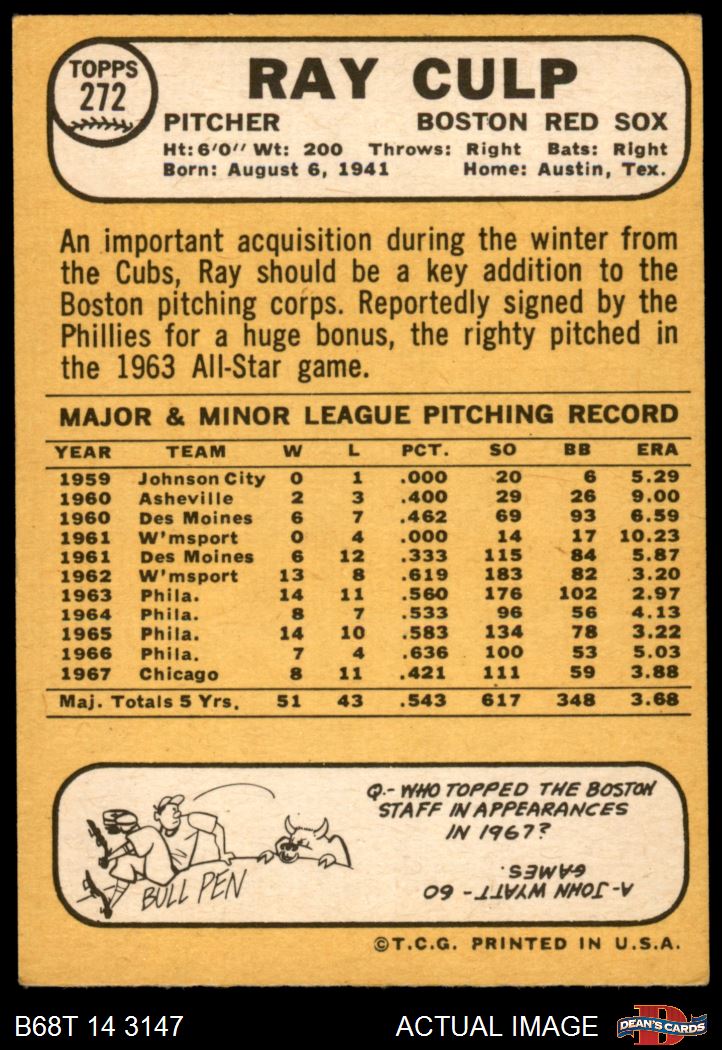 TOPPS
272
RAY CULP
PITCHER BOSTON RED SOX
Ht: 6'0" Wt: 200 Throws: Right Bats: Right
Born: August 6, 1941 Home: Austin, Tex.
An important acquisition during the winter from
the Cubs, Ray should be a key addition to the
Boston pitching corps. Reportedly signed by the
Phillies for a huge bonus, the righty pitched in
the 1963 All-Star game.
MAJOR & MINOR LEAGUE PITCHING RECORD
YEAR TEAM W L PCT. SO BB ERA
1959 Johnson City 0 1 .000 20 6 5.29
1960 Asheville 2 3 .400 29 26 9.00
1960 Des Moines 6 7 .462 69 93 6.59
1961 W'msport 0 4 .000 14 17 10.23
1961 Des Moines 6 12 .333 115 84 5.87
1962 W'msport 13 8 .619 183 82 3.20
1963 Phila. 14 11 .560 176 102 2.97
1964 Phila. 8 7 .533 96 56 4.13
1965 Phila. 14 10 .583 134 78 3.22
1966 Phila. 7 4 .636 100 53 5.03
1967 Chicago 8 11 .421 111 59 3.88
Maj. Totals 5 Yrs. 51 43 .543 617 348 3.68
BULL PEN
Q.- WHO TOPPED THE BOSTON
STAFF IN APPEARANCES
IN 1967?
A- JOHN WYATT - 60
GAMES.
©T.C.G. PRINTED IN U.S.A.
B68T 14 3147 ACTUAL IMAGE
D
DEAN'S CARDS